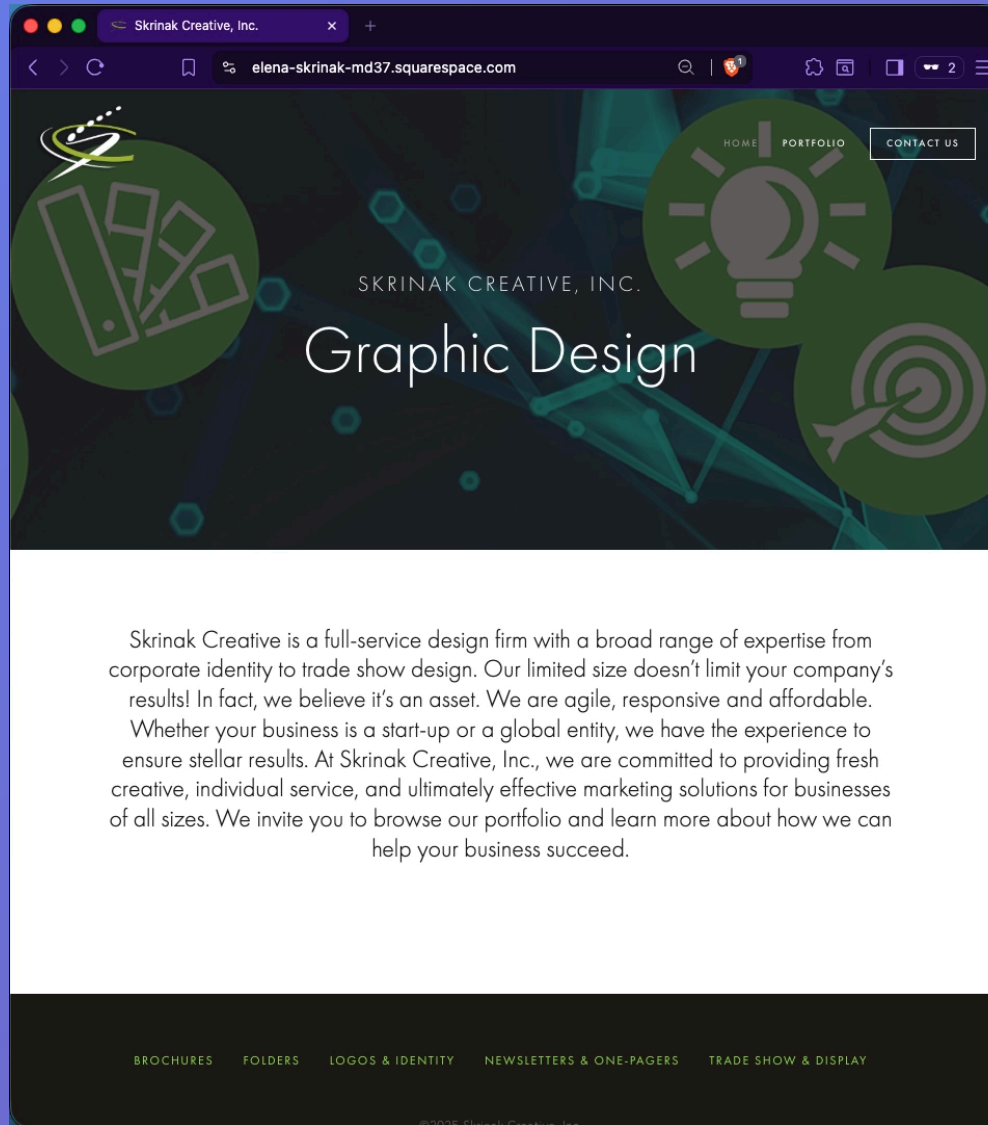 Skrinak Creative, Inc.
elena-skrinak-md37.squarespace.com
1
2
HOME PORTFOLIO CONTACT US
SKRINAK CREATIVE, INC.
Graphic Design
Skrinak Creative is a full-service design firm with a broad range of expertise from
corporate identity to trade show design. Our limited size doesn't limit your company's
results! In fact, we believe it's an asset. We are agile, responsive and affordable.
Whether your business is a start-up or a global entity, we have the experience to
ensure stellar results. At Skrinak Creative, Inc., we are committed to providing fresh
creative, individual service, and ultimately effective marketing solutions for businesses
of all sizes. We invite you to browse our portfolio and learn more about how we can
help your business succeed.
BROCHURES FOLDERS LOGOS & IDENTITY NEWSLETTERS & ONE-PAGERS TRADE SHOW & DISPLAY
©2025 Skrinak Creative, Inc.